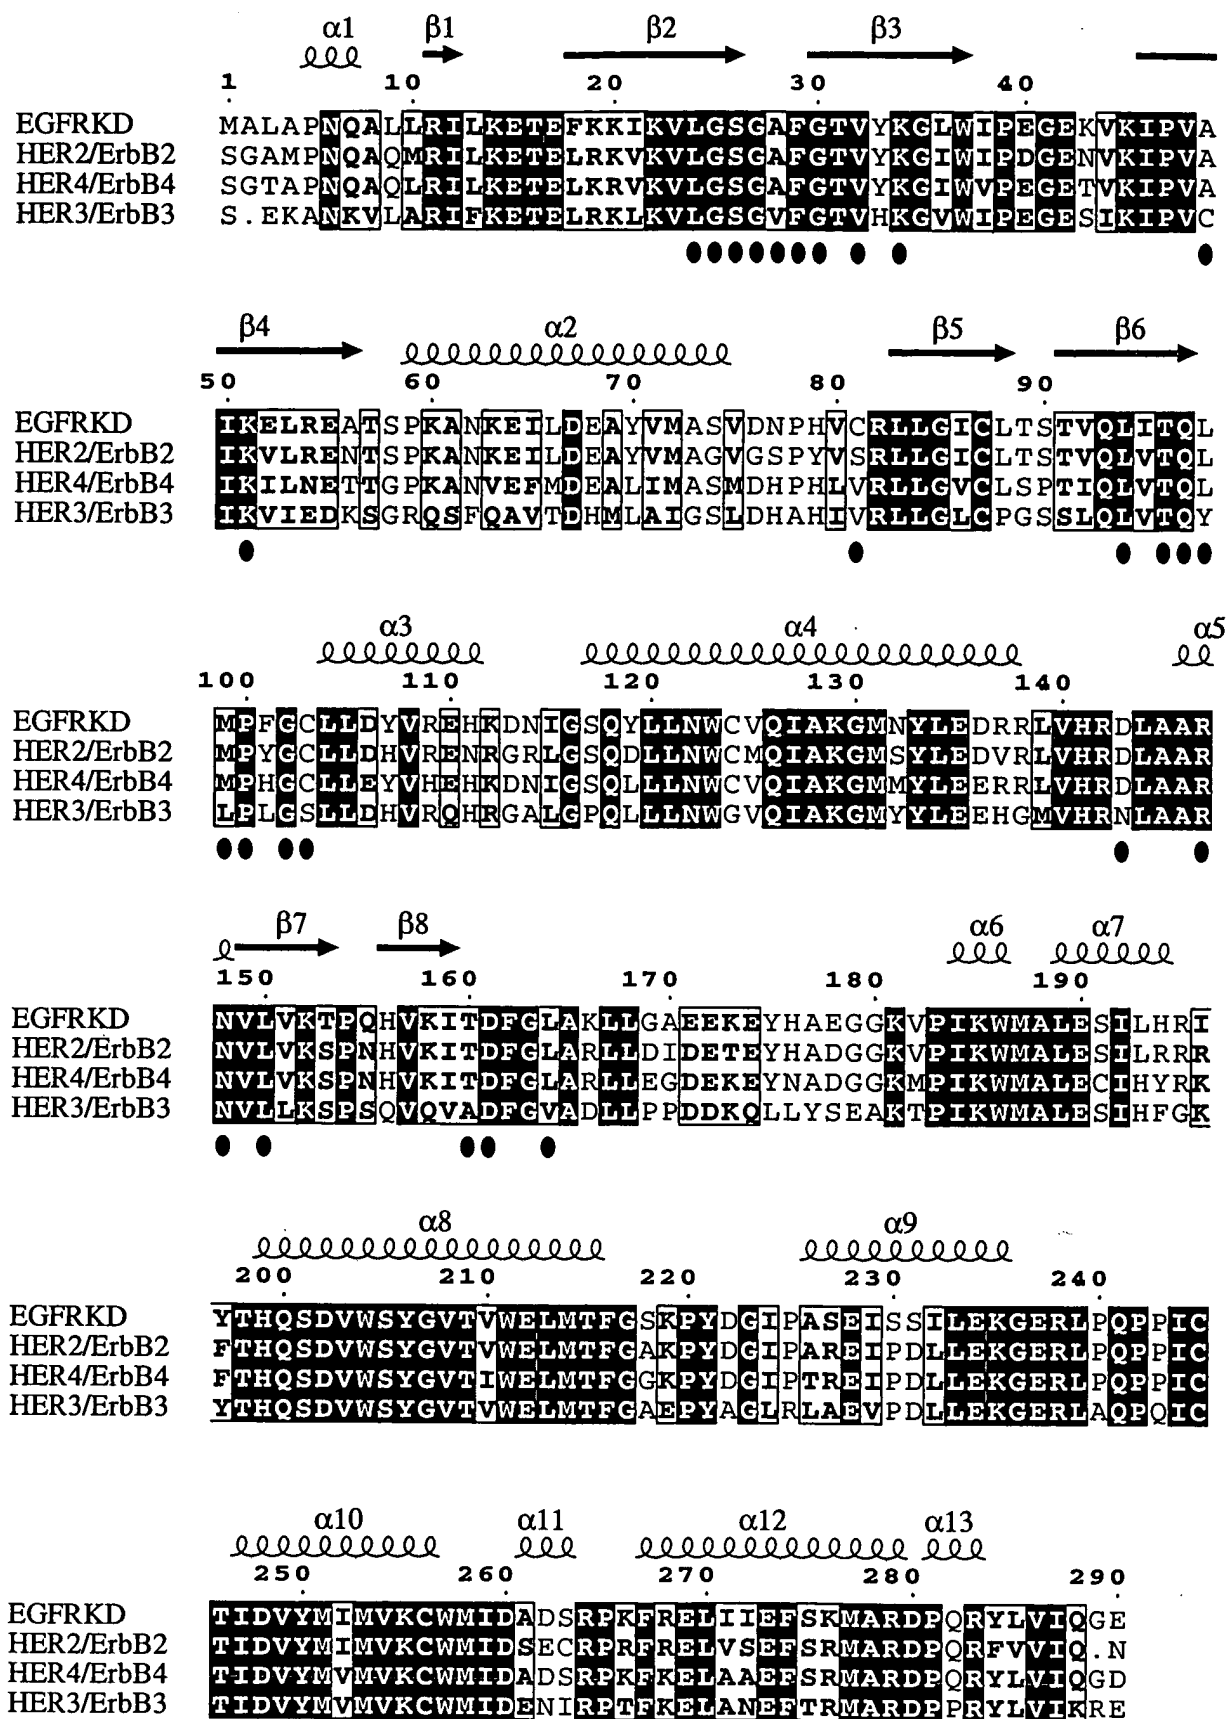 α1 β1 β2 β3
1 10 20 30 40
EGFRKD MALAPNQALLRILKETEFKKIKVLGSGAFGTVYKGLWIPEGEKVKIPVA
HER2/ErbB2 SGAMPNQAQMRILKETELRKVKVLGSGAFGTVYKGIWIPDGENVKIPVA
HER4/ErbB4 SGTAPNQAQLRILKETELKRVKVLGSGAFGTVYKGIWVPEGETVKIPVA
HER3/ErbB3 S.EKANKVLARIFKETELRKLKVLGSGVFGTVHKGVWIPEGESIKIPVC
β4 α2 β5 β6
50 60 70 80 90
EGFRKD IKELREATSPKANKEILDEAYVMASVDNPHVCRLLGICLTSTVQLITQL
HER2/ErbB2 IKVLRENTSPKANKEILDEAYVMAGVGSPYVSRLLGICLTSTVQLVTQL
HER4/ErbB4 IKILNETTGPKANVEFMDEALIMASMDHPHLVRLLGVCLSPTIQLVTQL
HER3/ErbB3 IKVIEDKSGRQSFQAVTDHMLAIGSLDHAHIVRLLGLCPGSSLQLVTQY
α3 α4 α5
100 110 120 130 140
EGFRKD MPFGCLLDYVREHKDNIGSQYLLNWCVQIAKGMNYLEDRRLVHRDLAAR
HER2/ErbB2 MPYGCLLDHVRENRGRLGSQDLLNWCMQIAKGMSYLEDVRLVHRDLAAR
HER4/ErbB4 MPHGCLLEYVHEHKDNIGSQLLLNWCVQIAKGMMYLEERRLVHRDLAAR
HER3/ErbB3 LPLGSLLDHVRQHRGALGPQLLLNWGVQIAKGMYYLEEHGMVHRNLAAR
β7 β8 α6 α7
150 160 170 180 190
EGFRKD NVLVKTPQHVKITDFGLAKLLGAEEKEYHAEGGKVPIKWMALESILHRI
HER2/ErbB2 NVLVKSPNHVKITDFGLARLLDIDETEYHADGGKVPIKWMALESILRRR
HER4/ErbB4 NVLVKSPNHVKITDFGLARLLEGDEKEYNADGGKMPIKWMALECIHYRK
HER3/ErbB3 NVLLKSPSQVQVADFGVADLLPPDDKQLLYSEAKTPIKWMALESIHFGK
α8 α9
200 210 220 230 240
EGFRKD YTHQSDVWSYGVTVWELMTFGSKPYDGIPASEISSILEKGERLPQPPIC
HER2/ErbB2 FTHQSDVWSYGVTVWELMTFGAKPYDGIPAREIPDLLEKGERLPQPPIC
HER4/ErbB4 FTHQSDVWSYGVTIWELMTFGGKPYDGIPTREIPDLLEKGERLPQPPIC
HER3/ErbB3 YTHQSDVWSYGVTVWELMTFGAEPYAGLRLAEVPDLLEKGERLAQPQIC
α10 α11 α12 α13
250 260 270 280 290
EGFRKD TIDVYMIMVKCWMIDADSRPKFRELIIEFSKMARDPQRYLVIQGE
HER2/ErbB2 TIDVYMIMVKCWMIDSECRPRFRELVSEFSRMARDPQRFVVIQ.N
HER4/ErbB4 TIDVYMVMVKCWMIDADSRPKFKELAAEFSRMARDPQRYLVIQGD
HER3/ErbB3 TIDVYMVMVKCWMIDENIRPTFKELANEFTRMARDPPRYLVIKRE